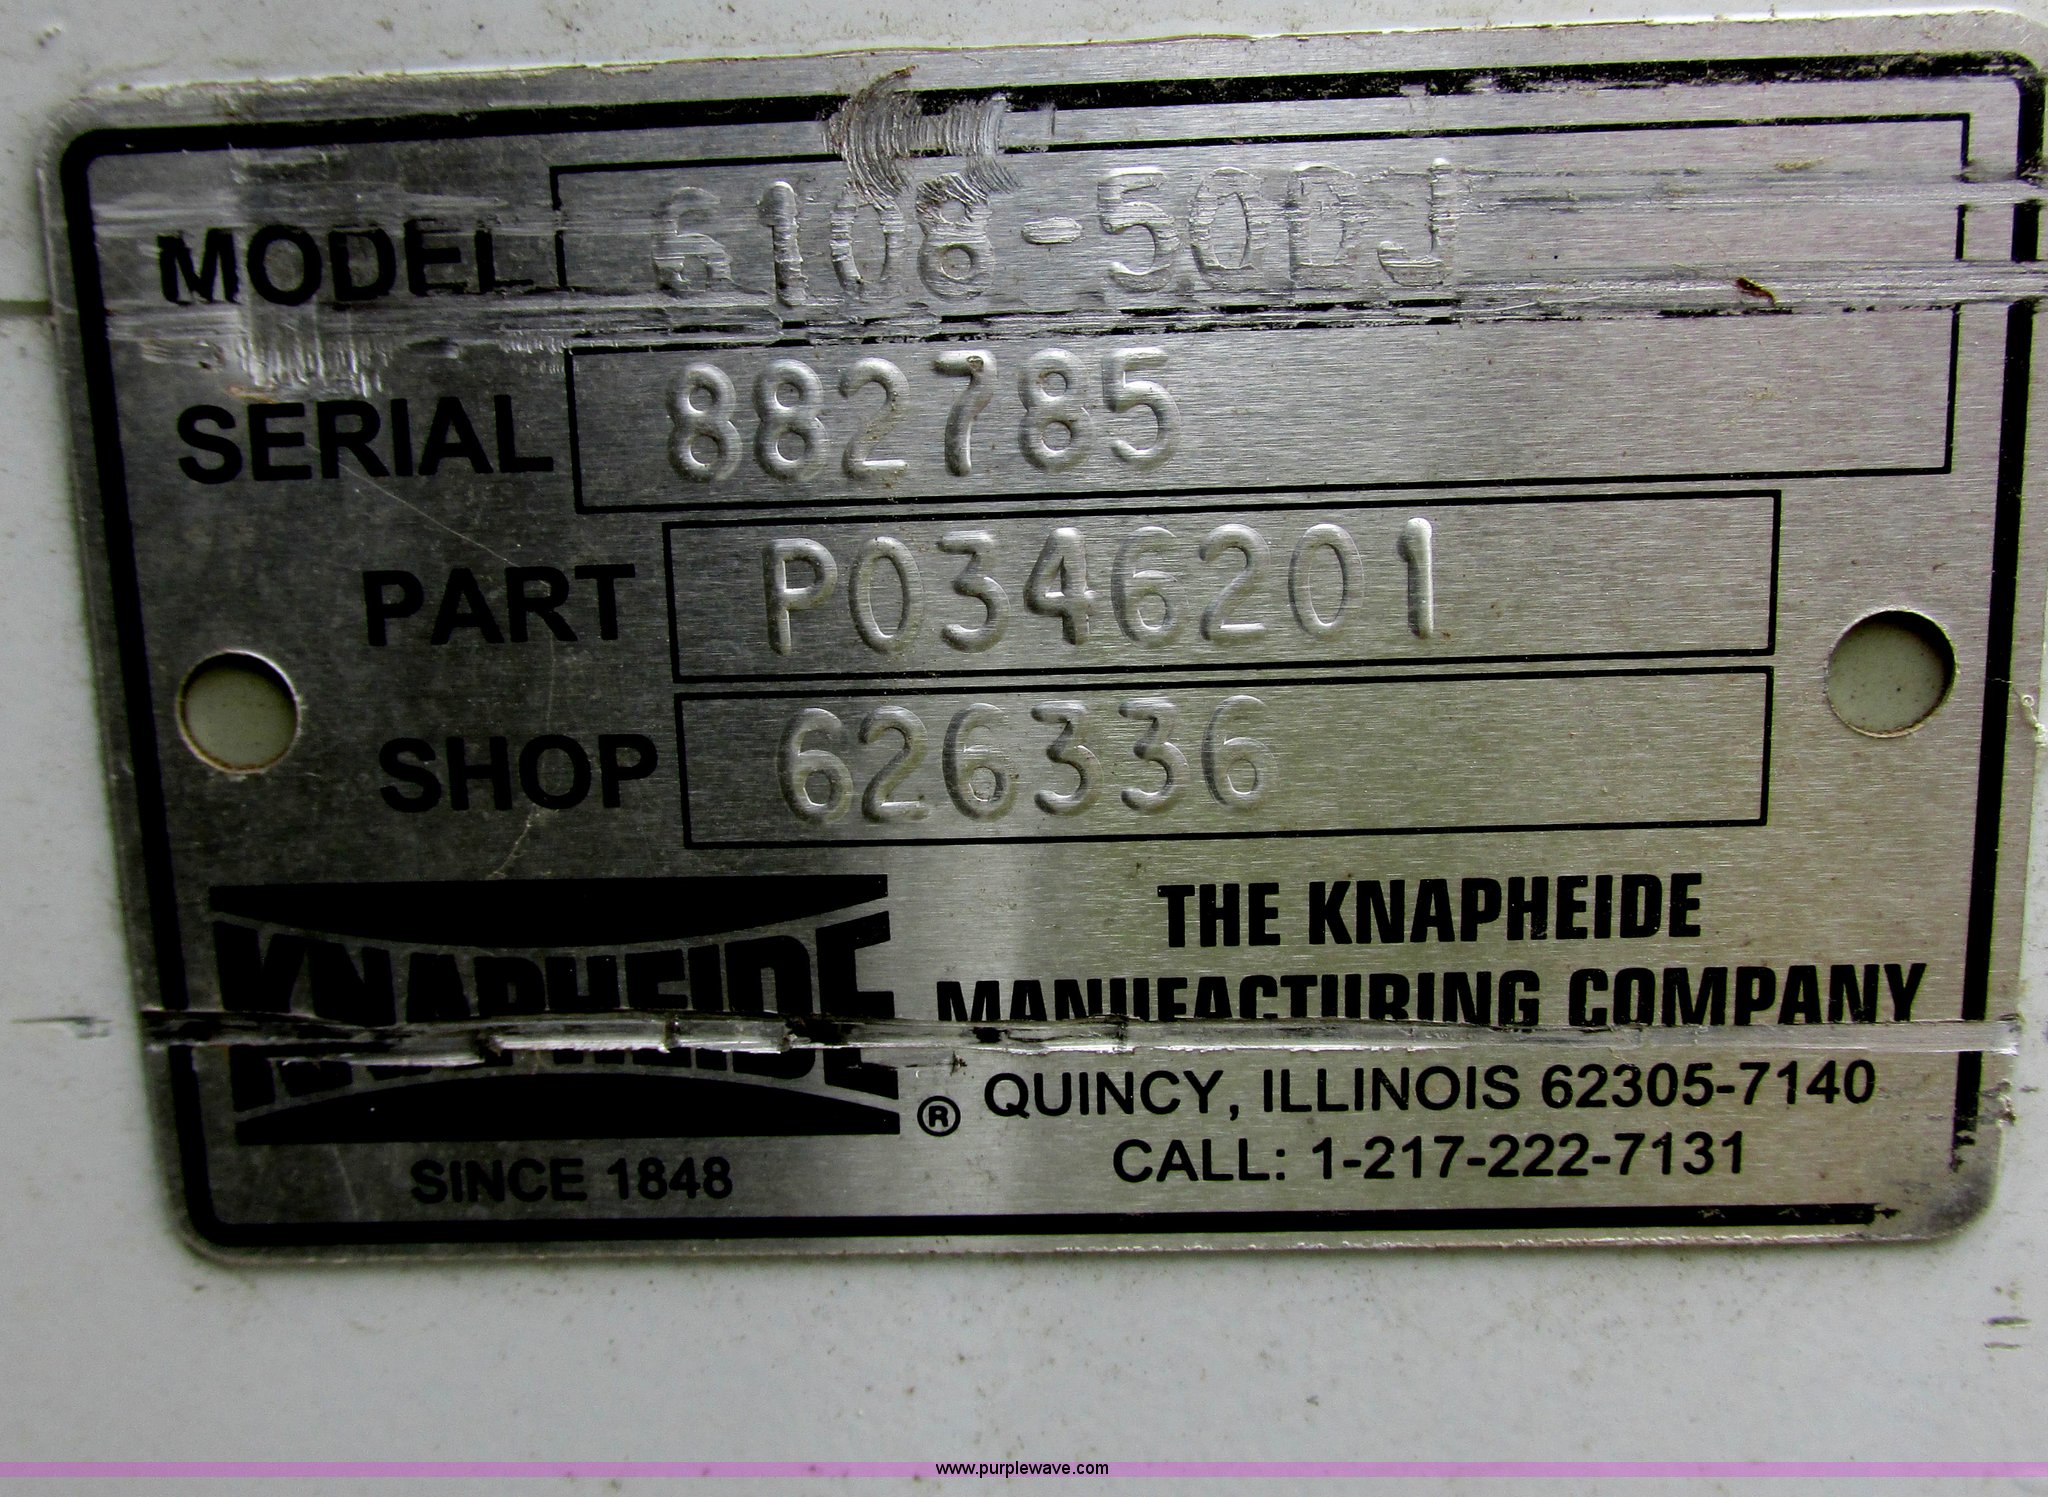 MODEL 6108-50DJ
SERIAL 882785
PART P0346201
SHOP 626336
KNAPHEIDE ®
SINCE 1848
THE KNAPHEIDE
MANUFACTURING COMPANY
QUINCY, ILLINOIS 62305-7140
CALL: 1-217-222-7131
www.purplewave.com